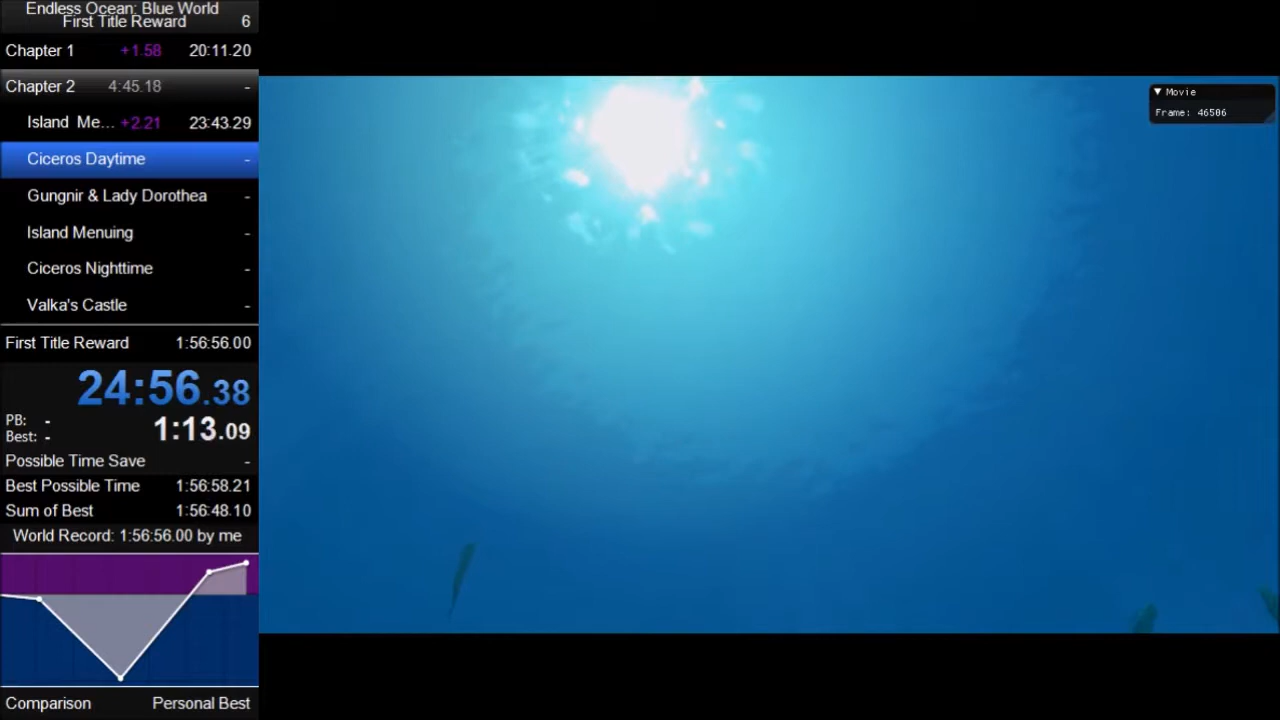 Endless Ocean: Blue World
First Title Reward 6
Chapter 1 +1.58 20:11.20
Chapter 2 4:45.18 -
Island Me... +2.21 23:43.29
Ciceros Daytime -
Gungnir & Lady Dorothea -
Island Menuing -
Ciceros Nighttime -
Valka's Castle -
First Title Reward 1:56:56.00
24:56.38
PB: -
Best: - 1:13.09
Possible Time Save -
Best Possible Time 1:56:58.21
Sum of Best 1:56:48.10
World Record: 1:56:56.00 by me
Comparison Personal Best
▼ Movie
Frame: 46506